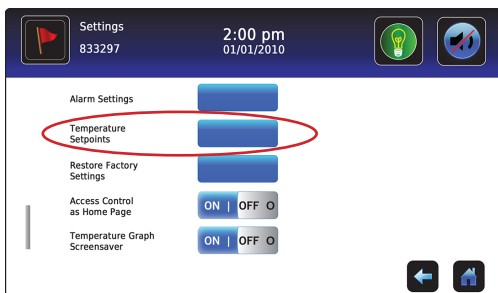 Settings
833297
2:00 pm
01/01/2010
Alarm Settings
Temperature
Setpoints
Restore Factory
Settings
Access Control
as Home Page
ON | OFF O
Temperature Graph
Screensaver
ON | OFF O